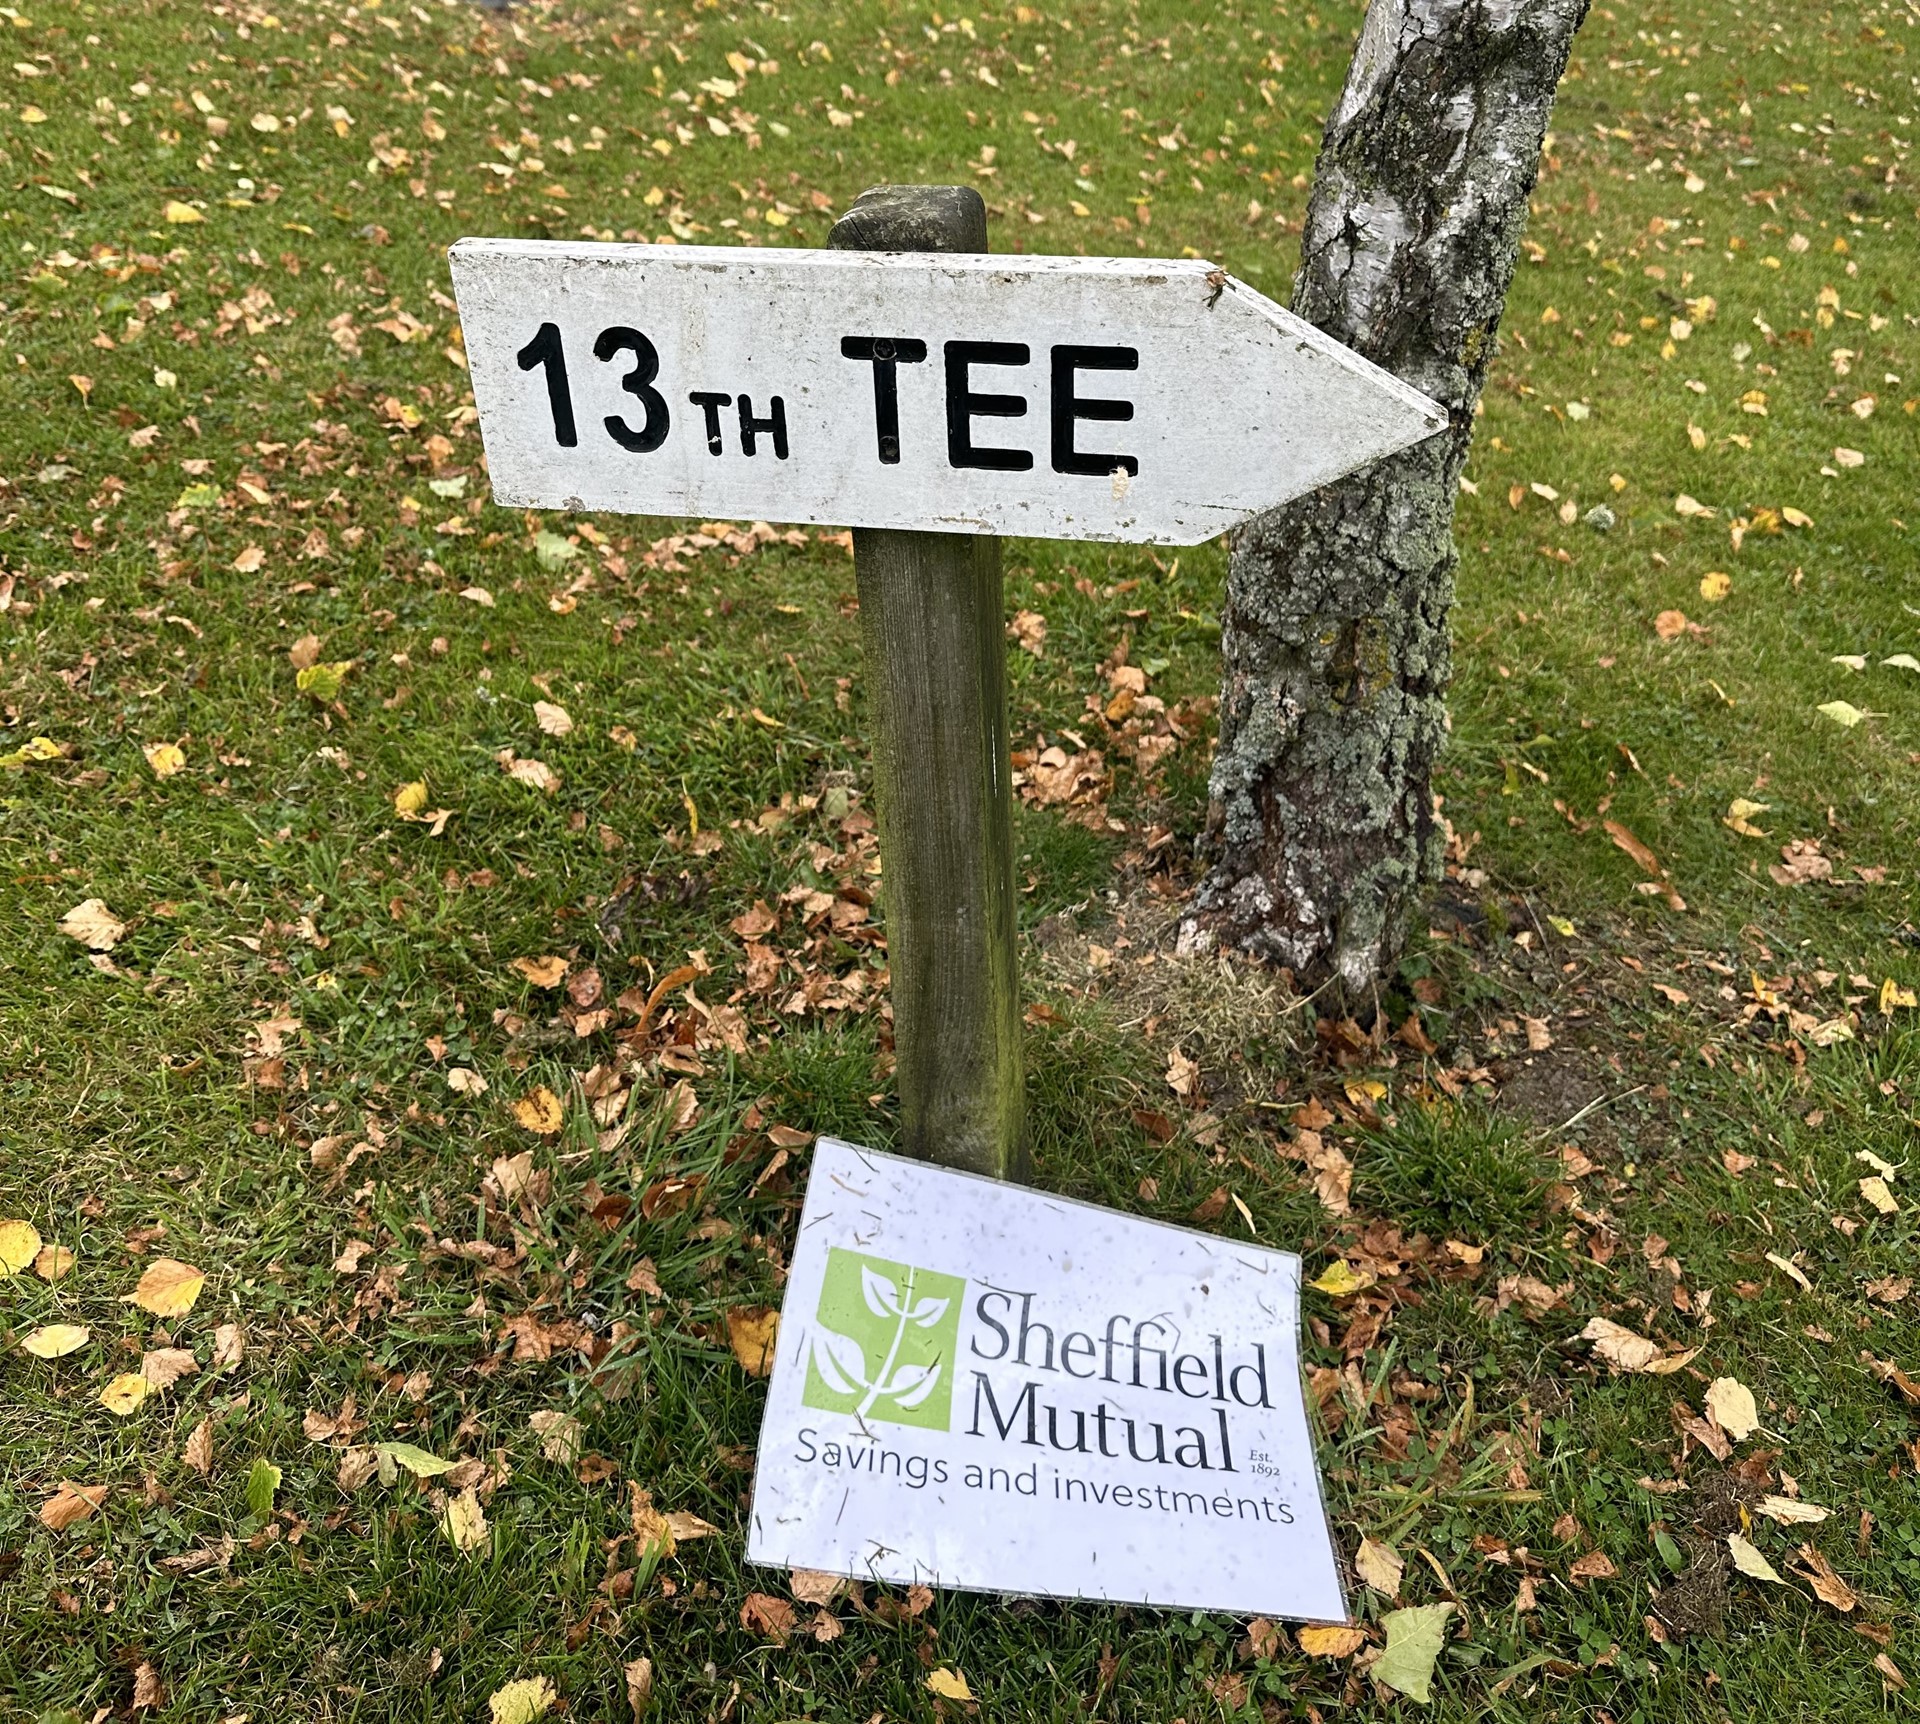 13TH TEE
Sheffield
Mutual
Est.
1892
Savings and investments